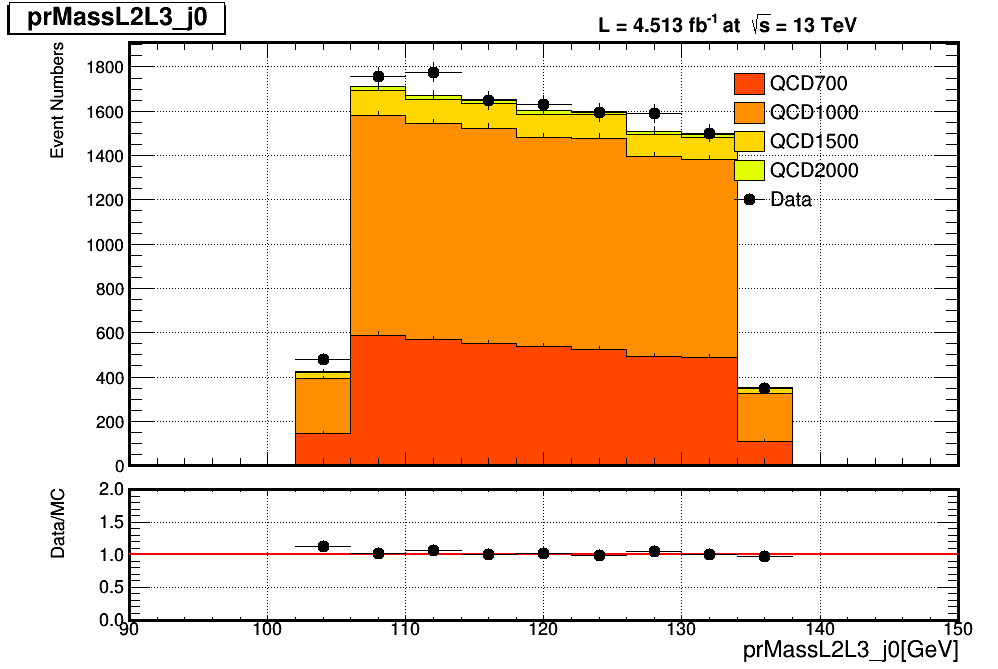 prMassL2L3_j0
L = 4.513 fb⁻¹ at √s = 13 TeV
Event Numbers
1800
1600
1400
1200
1000
800
600
400
200
0
QCD700
QCD1000
QCD1500
QCD2000
Data
Data/MC
2.0
1.5
1.0
0.5
0.0
90 100 110 120 130 140 150
prMassL2L3_j0[GeV]